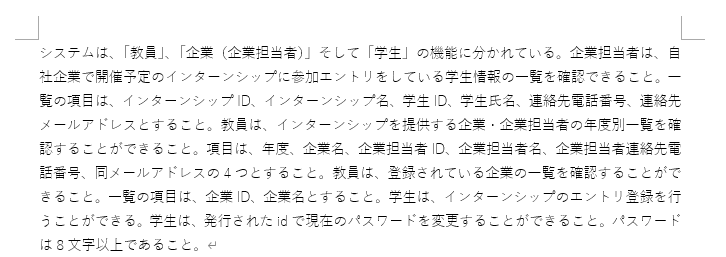 システムは、「教員」、「企業（企業担当者）」そして「学生」の機能に分かれている。企業担当者は、自
社企業で開催予定のインターンシップに参加エントリをしている学生情報の一覧を確認できること。一
覧の項目は、インターンシップ ID、インターンシップ名、学生 ID、学生氏名、連絡先電話番号、連絡先
メールアドレスとすること。教員は、インターンシップを提供する企業・企業担当者の年度別一覧を確
認することができること。項目は、年度、企業名、企業担当者 ID、企業担当者名、企業担当者連絡先電
話番号、同メールアドレスの 4 つとすること。教員は、登録されている企業の一覧を確認することがで
きること。一覧の項目は、企業 ID、企業名とすること。学生は、インターンシップのエントリ登録を行
うことができる。学生は、発行された id で現在のパスワードを変更することができること。パスワード
は 8 文字以上であること。